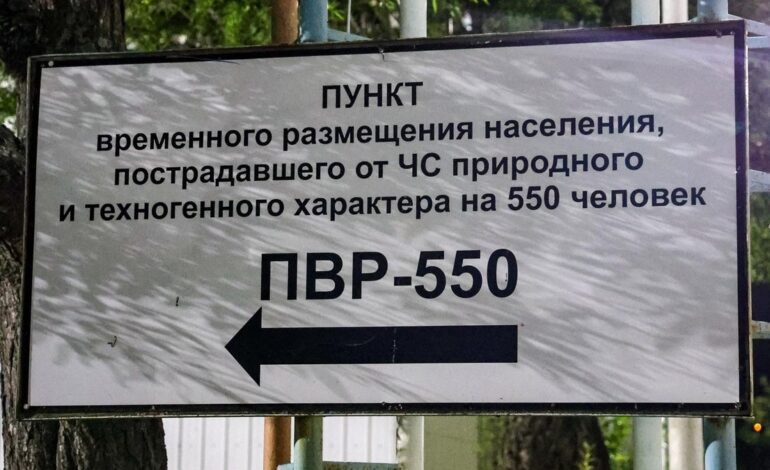 ПУНКТ
временного размещения населения,
пострадавшего от ЧС природного
и техногенного характера на 550 человек
ПВР-550